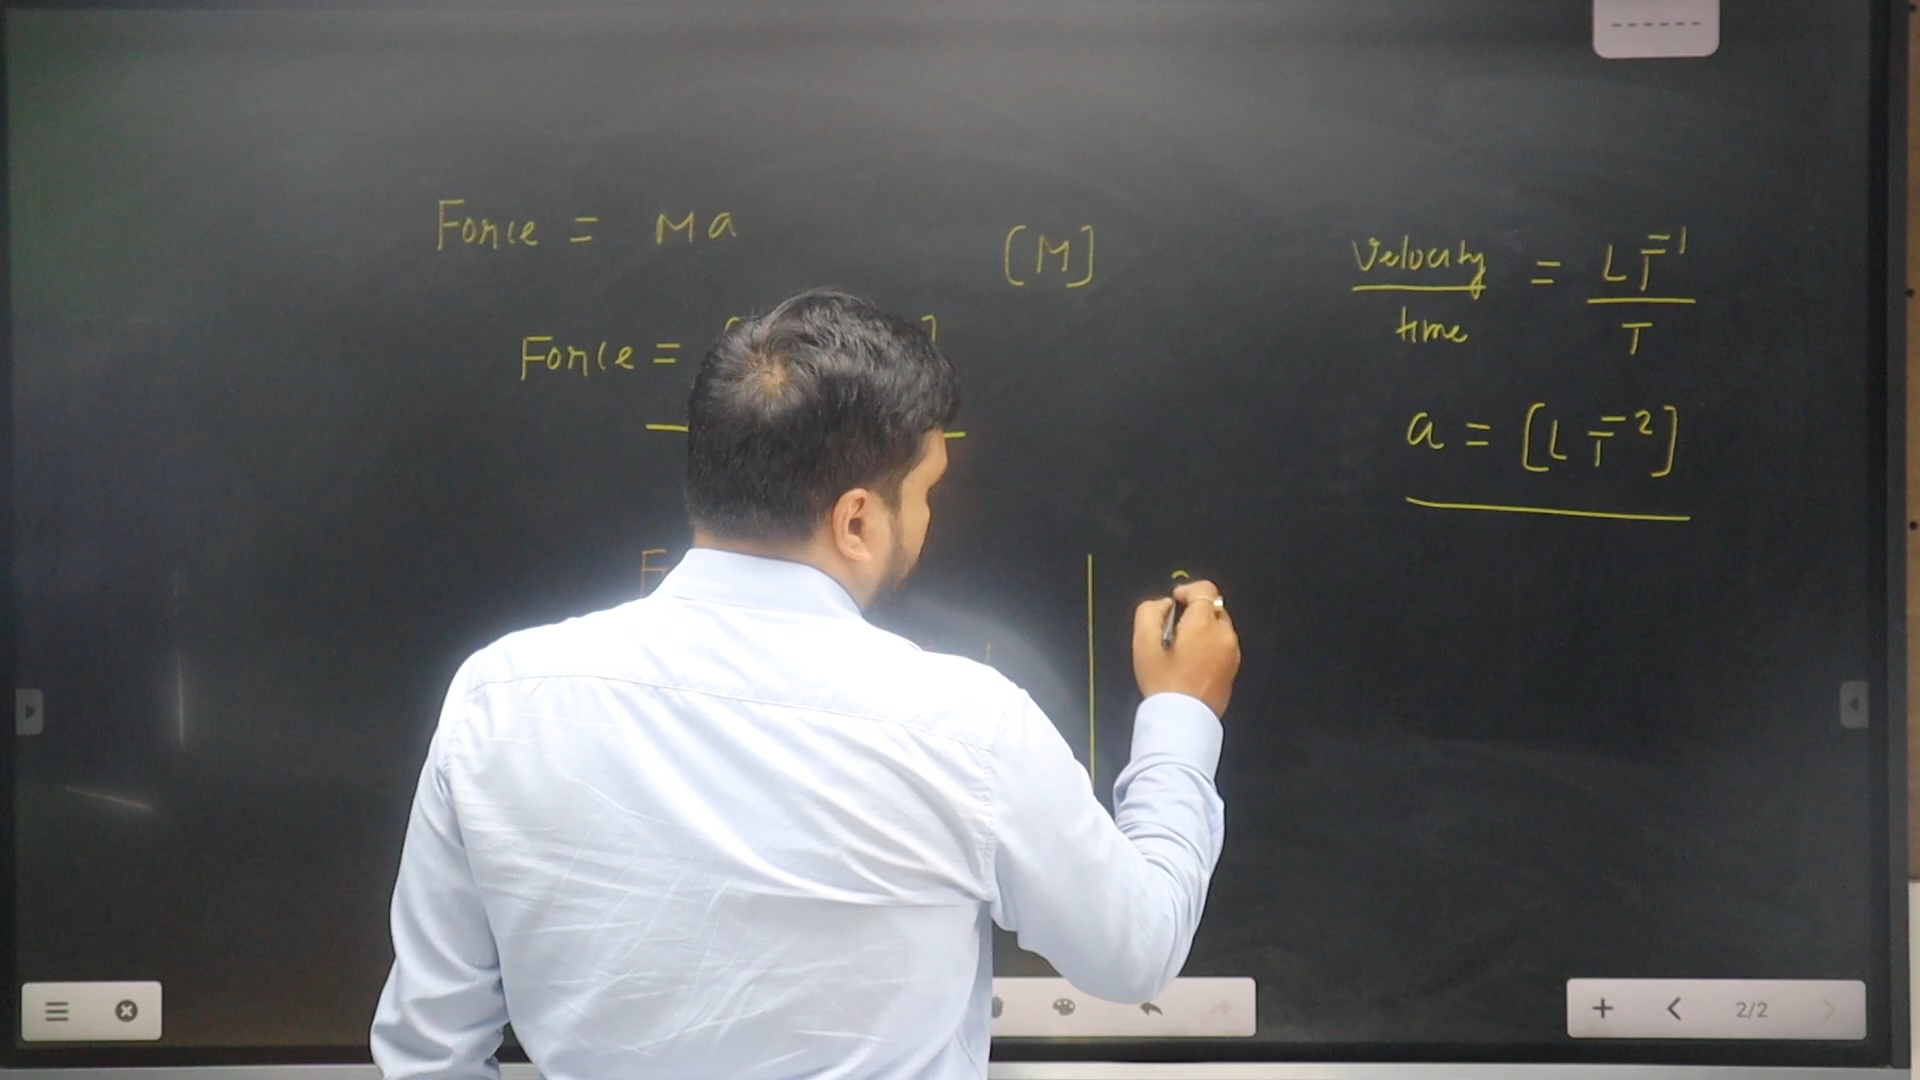 Force = Ma
[M]
Velocity / time = LT⁻¹ / T
Force =
a = [LT⁻²]
2/2